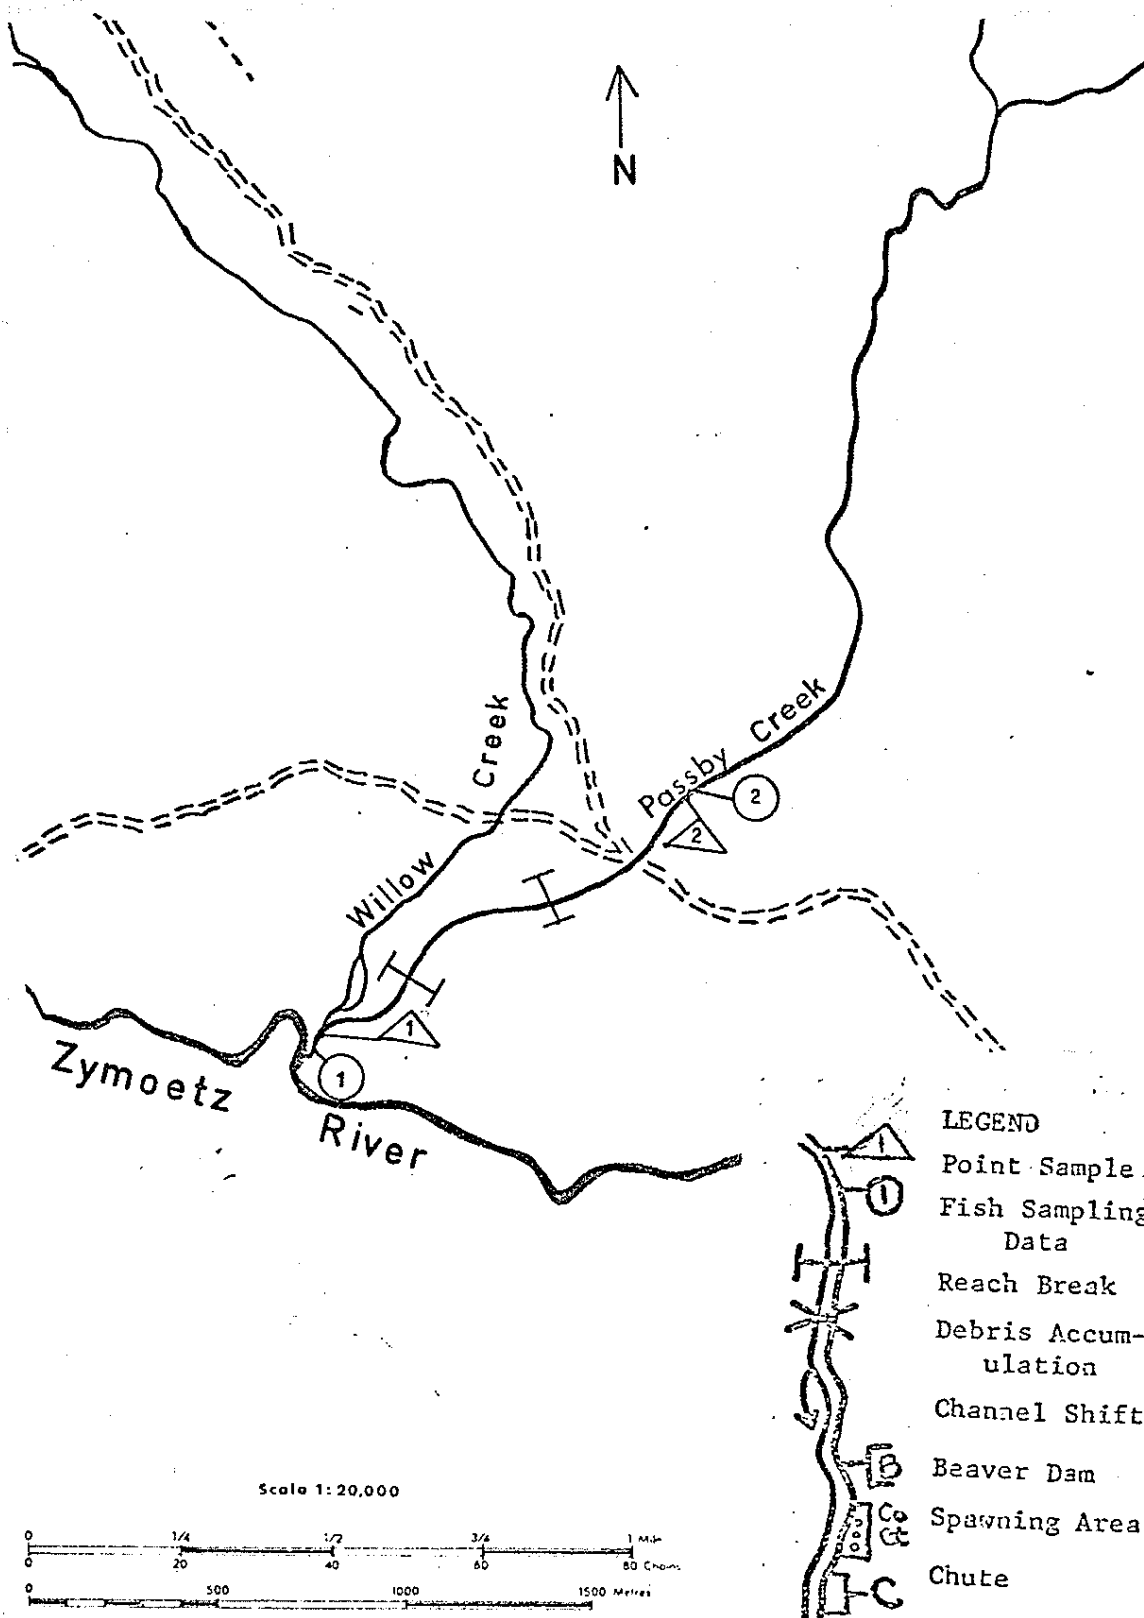 N
Creek
Passby Creek
2
2
Willow
1
1
Zymoetz
River
LEGEND
1
Point Sample
1
Fish Sampling
Data
Reach Break
Debris Accum-
ulation
Channel Shift
B
Beaver Dam
Spawning Area
C
Chute
Scale 1:20,000
0 1/4 1/2 3/4 1 Mile
0 20 40 60 80 Chains
0 500 1000 1500 Metres